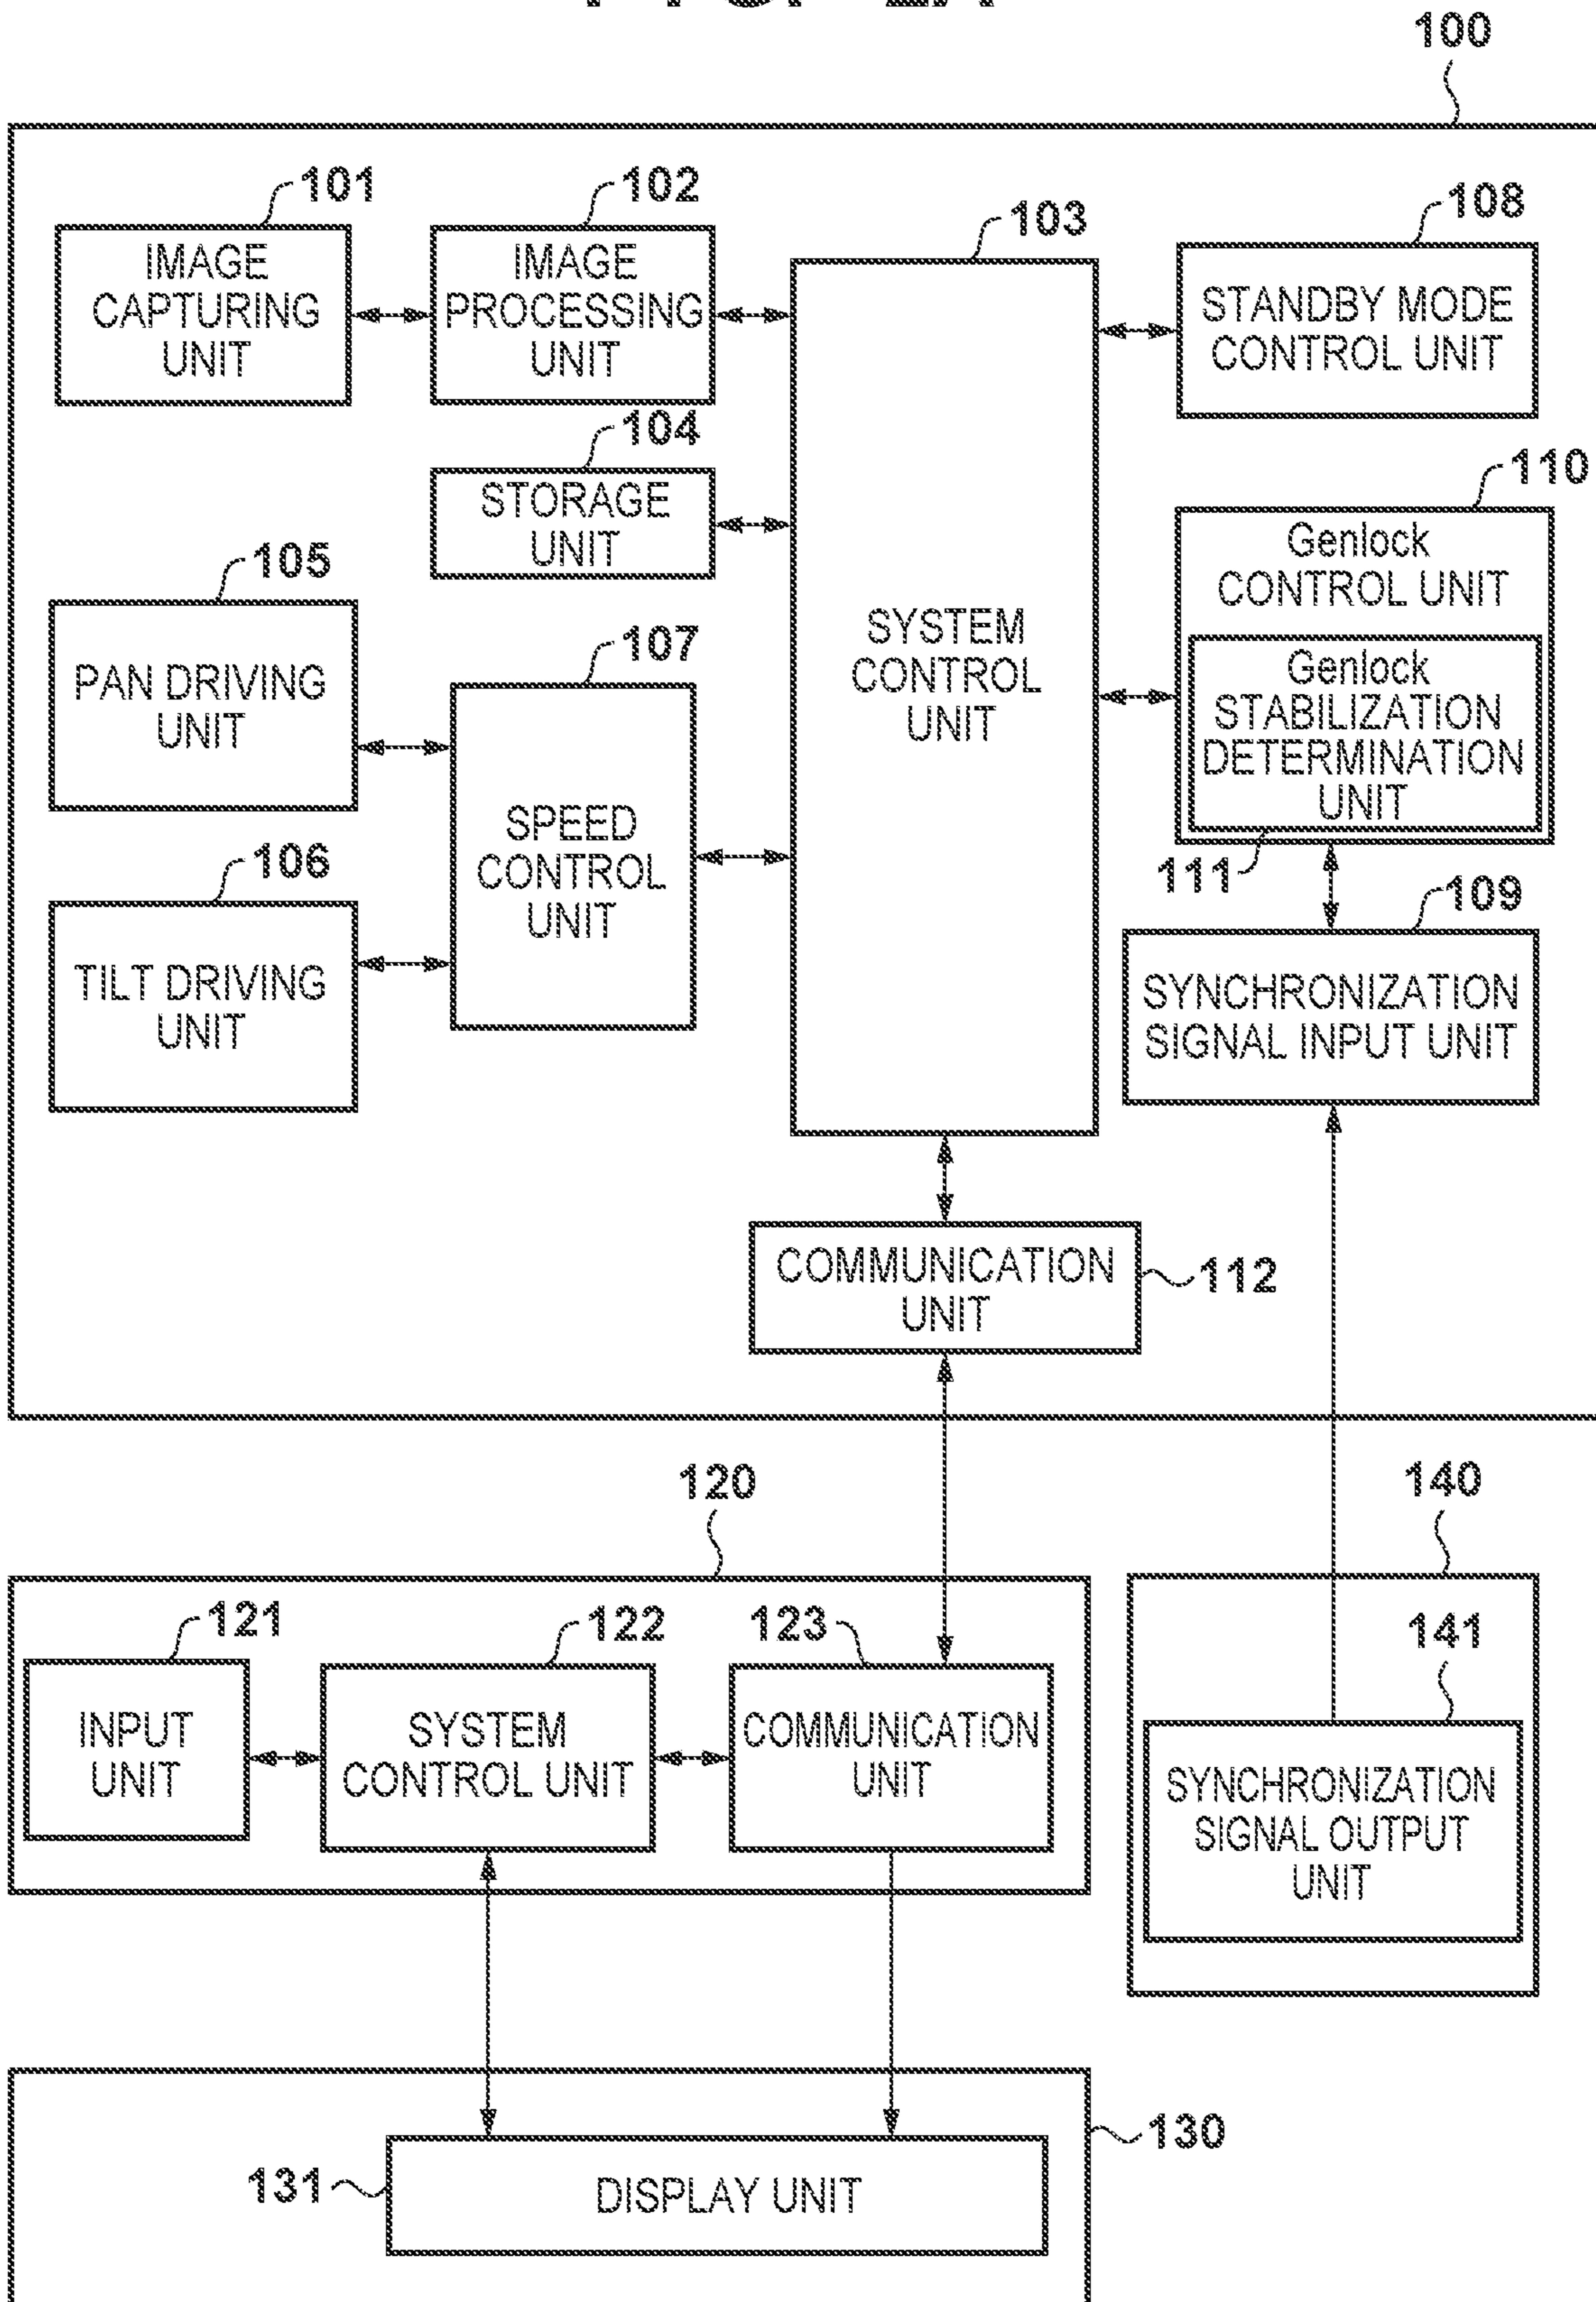 100
101
IMAGE
CAPTURING
UNIT
102
IMAGE
PROCESSING
UNIT
103
SYSTEM
CONTROL
UNIT
108
STANDBY MODE
CONTROL UNIT
104
STORAGE
UNIT
110
Genlock
CONTROL UNIT
Genlock
STABILIZATION
DETERMINATION
UNIT
111
105
PAN DRIVING
UNIT
107
SPEED
CONTROL
UNIT
106
TILT DRIVING
UNIT
109
SYNCHRONIZATION
SIGNAL INPUT UNIT
COMMUNICATION
UNIT
112
120
121
INPUT
UNIT
122
SYSTEM
CONTROL UNIT
123
COMMUNICATION
UNIT
140
141
SYNCHRONIZATION
SIGNAL OUTPUT
UNIT
130
131
DISPLAY UNIT